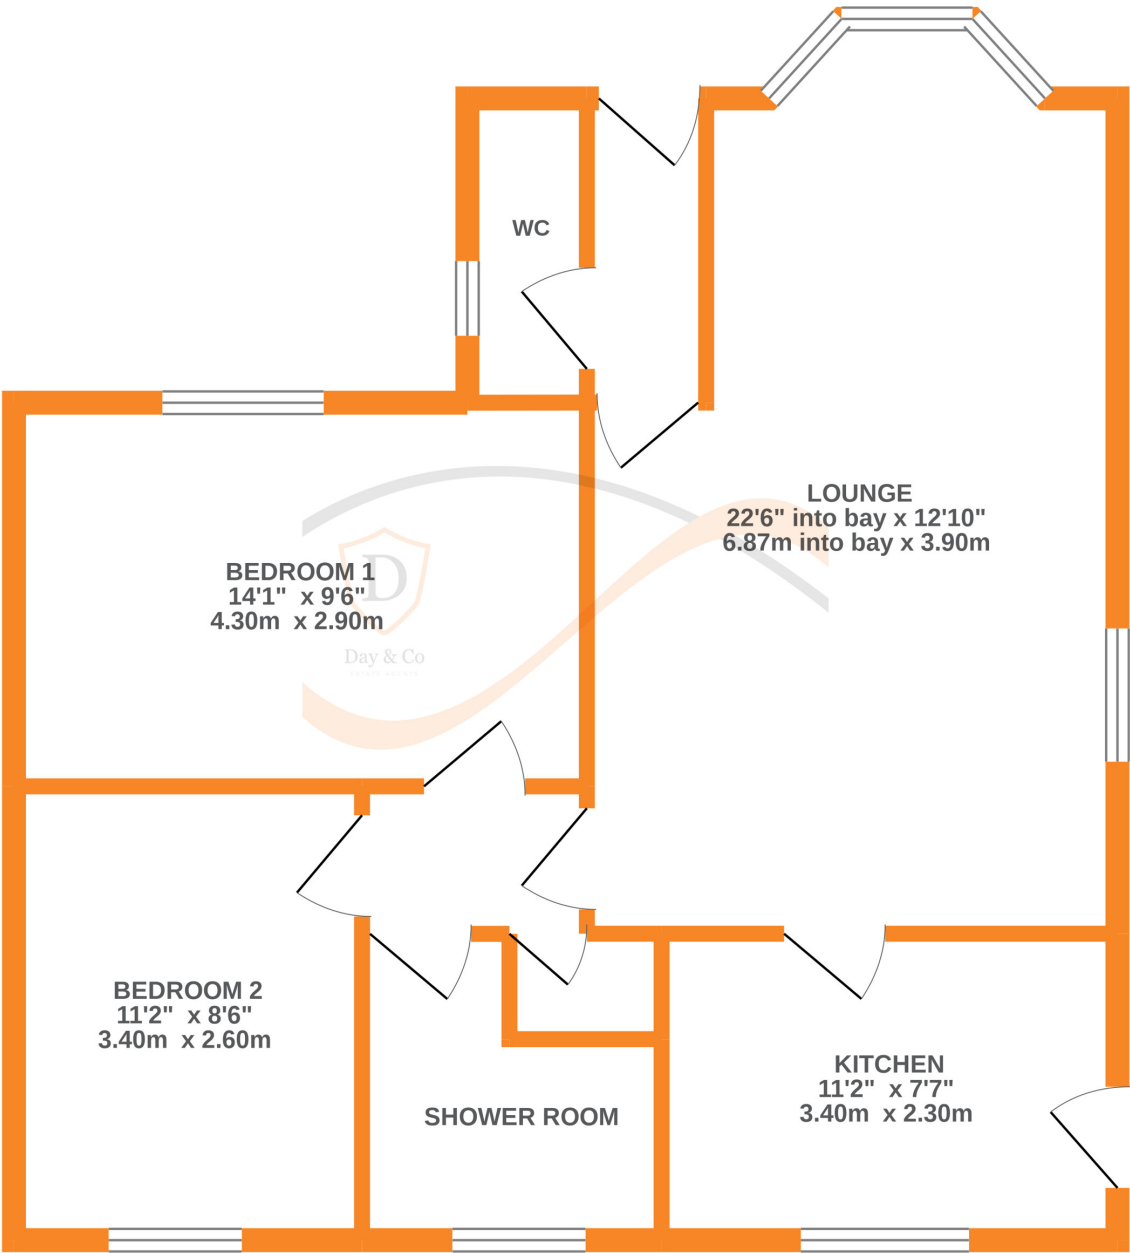 WC
LOUNGE
22'6" into bay x 12'10"
6.87m into bay x 3.90m
BEDROOM 1
14'1"  x 9'6"
4.30m  x 2.90m
D
Day & Co
ESTATE AGENTS
BEDROOM 2
11'2"  x 8'6"
3.40m  x 2.60m
KITCHEN
11'2"  x 7'7"
3.40m  x 2.30m
SHOWER ROOM